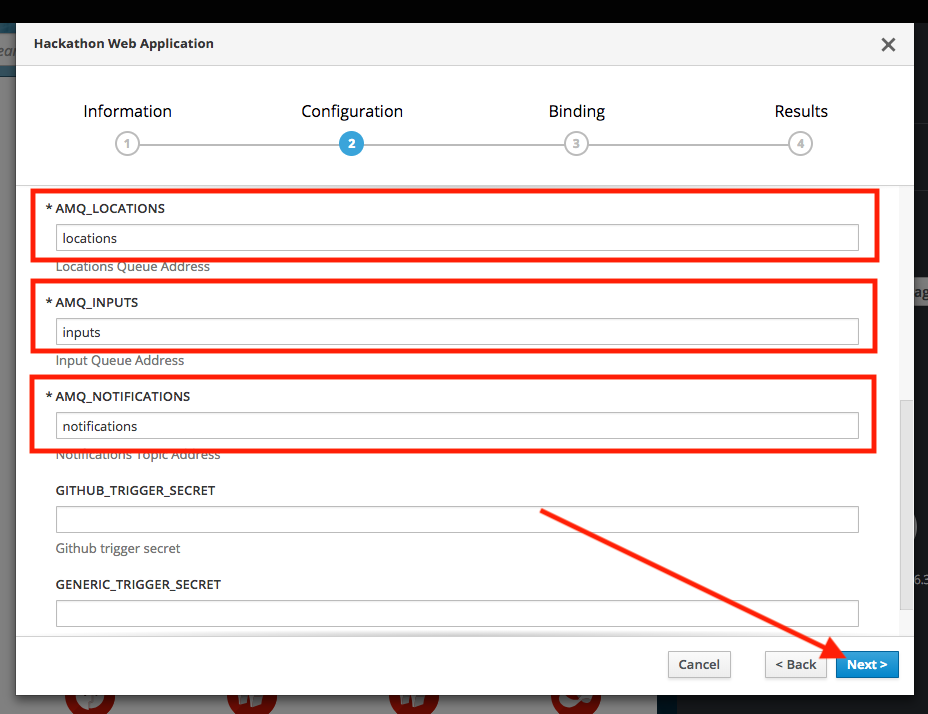 Hackathon Web Application
Information
Configuration
Binding
Results
1
2
3
4
* AMQ_LOCATIONS
locations
Locations Queue Address
* AMQ_INPUTS
inputs
Input Queue Address
* AMQ_NOTIFICATIONS
notifications
Notifications Topic Address
GITHUB_TRIGGER_SECRET
Github trigger secret
GENERIC_TRIGGER_SECRET
Cancel
< Back
Next >